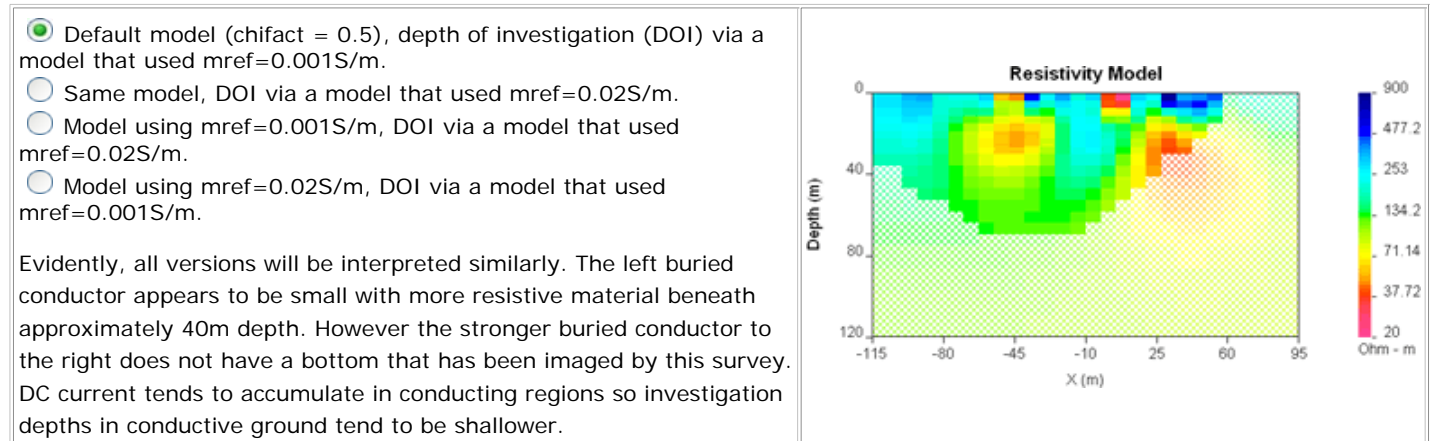 Default model (chifact = 0.5), depth of investigation (DOI) via a
model that used mref=0.001S/m.
Same model, DOI via a model that used mref=0.02S/m.
Model using mref=0.001S/m, DOI via a model that used
mref=0.02S/m.
Model using mref=0.02S/m, DOI via a model that used
mref=0.001S/m.
Evidently, all versions will be interpreted similarly. The left buried
conductor appears to be small with more resistive material beneath
approximately 40m depth. However the stronger buried conductor to
the right does not have a bottom that has been imaged by this survey.
DC current tends to accumulate in conducting regions so investigation
depths in conductive ground tend to be shallower.
Resistivity Model
0
40
80
120
Depth (m)
-115 -80 -45 -10 25 60 95
X (m)
900
477.2
253
134.2
71.14
37.72
20
Ohm - m